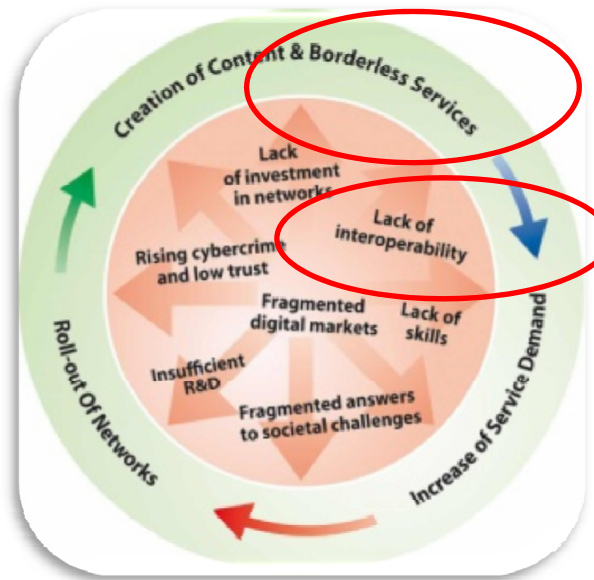 Creation of Content & Borderless Services
Lack
of investment
in networks
Lack of
interoperability
Rising cybercrime
and low trust
Fragmented
digital markets
Lack of
skills
Insufficient
R&D
Fragmented answers
to societal challenges
Roll-out Of Networks
Increase of Service Demand